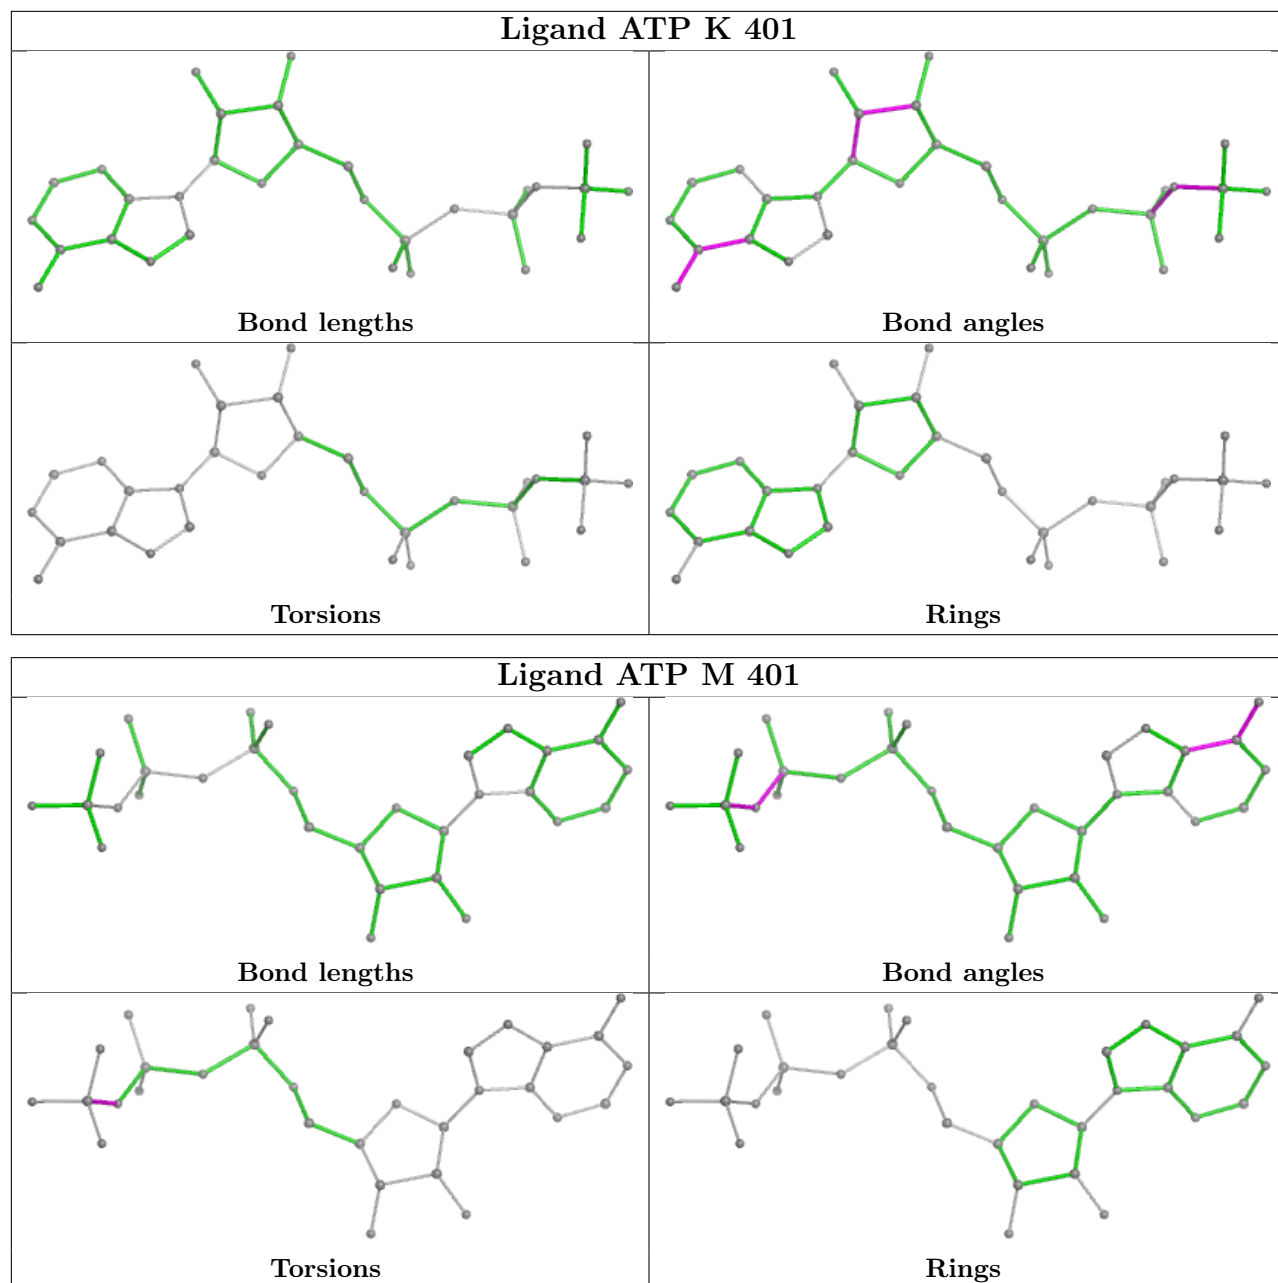 Ligand ATP K 401
Bond lengths
Bond angles
Torsions
Rings
Ligand ATP M 401
Bond lengths
Bond angles
Torsions
Rings